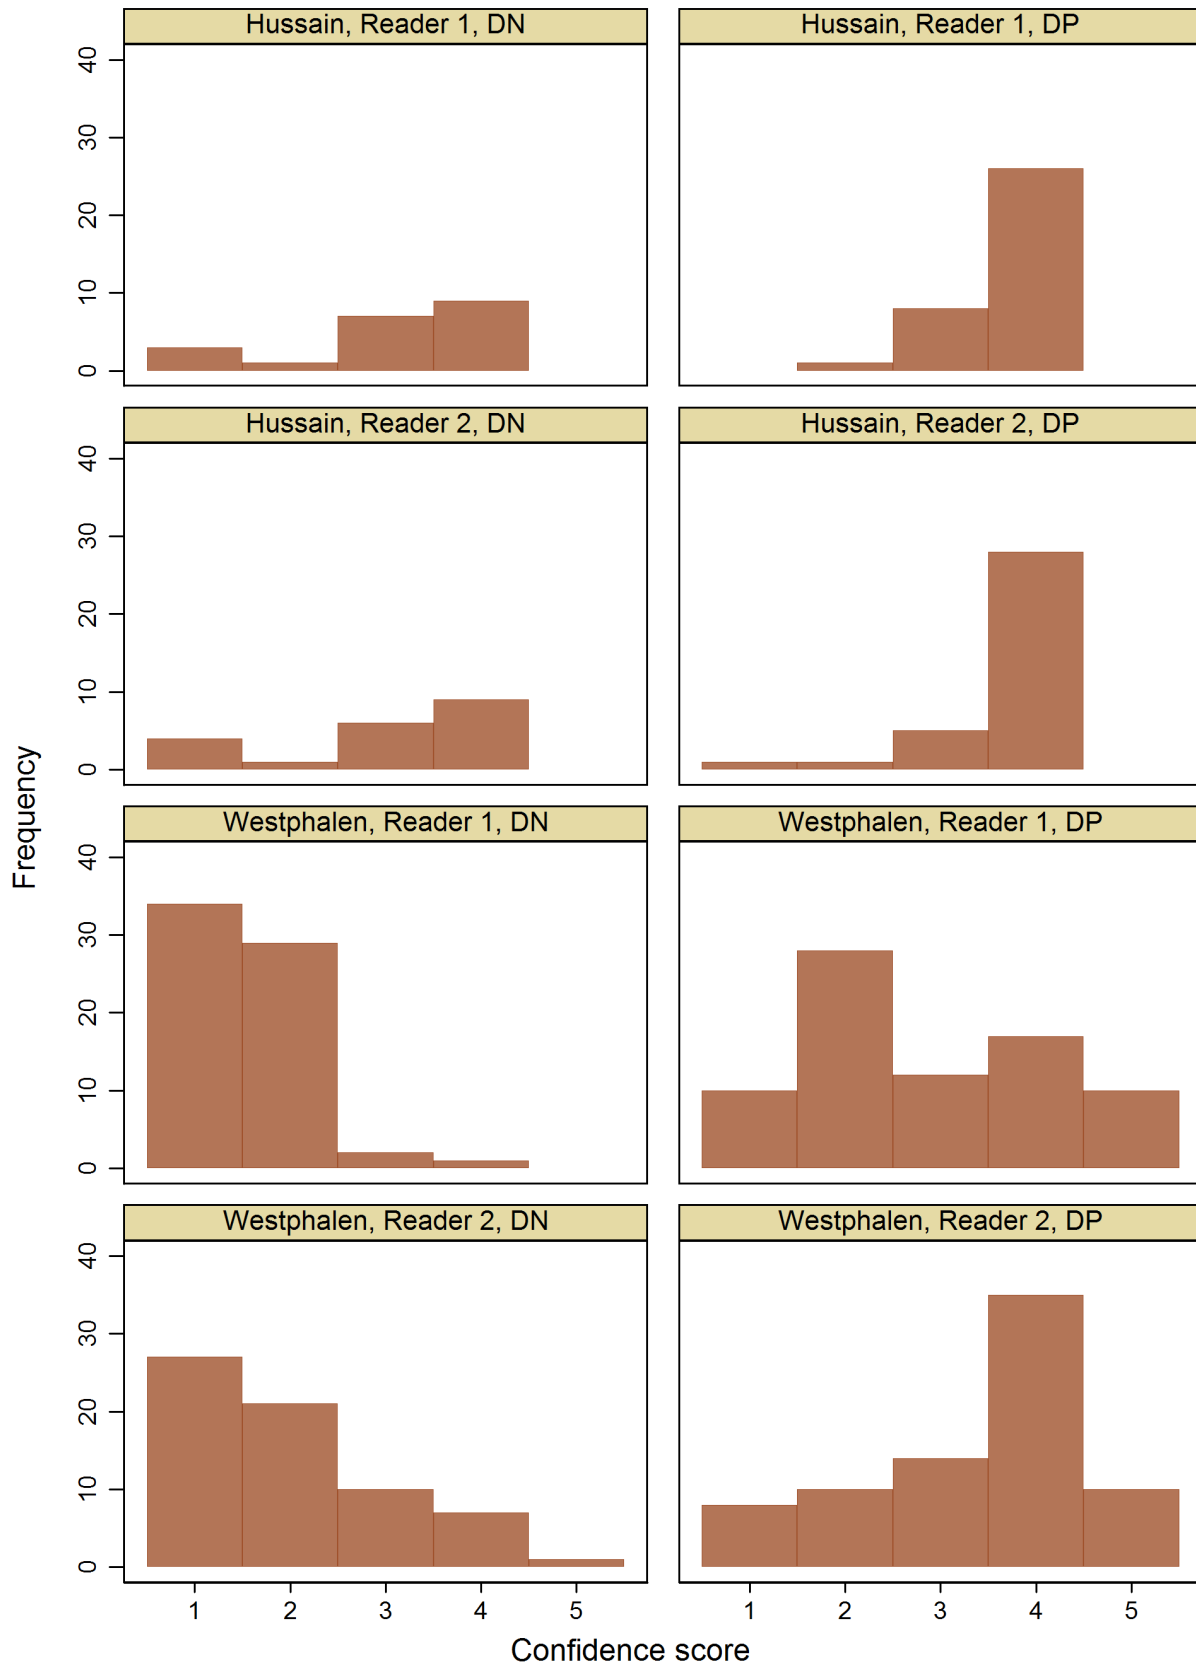 Hussain, Reader 1, DN
Hussain, Reader 1, DP
40
30
20
10
0
Hussain, Reader 2, DN
Hussain, Reader 2, DP
40
30
20
10
0
Westphalen, Reader 1, DN
Westphalen, Reader 1, DP
40
30
20
10
0
Westphalen, Reader 2, DN
Westphalen, Reader 2, DP
40
30
20
10
0
Frequency
1 2 3 4 5
1 2 3 4 5
Confidence score